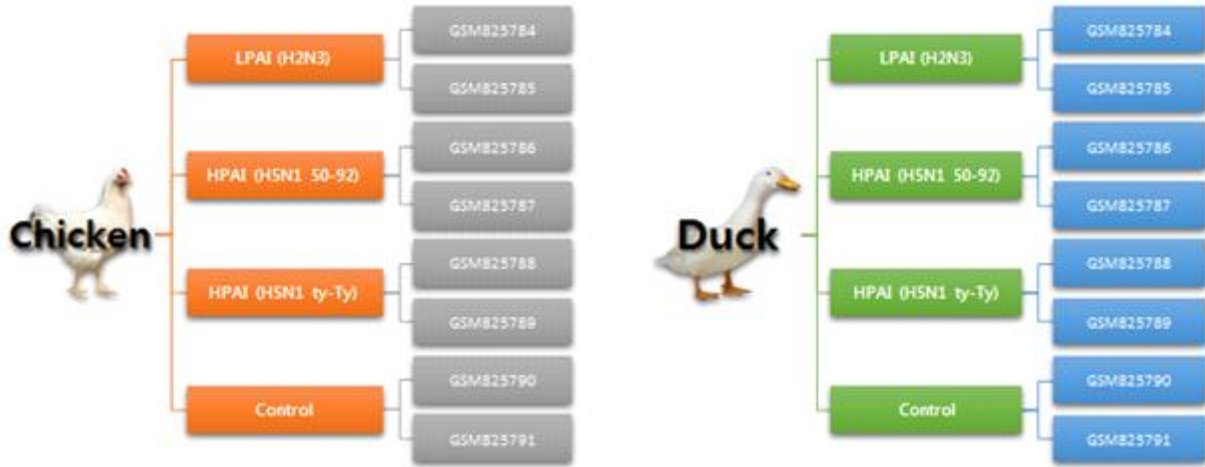 Chicken
LPAI (H2N3)
GSM825784
GSM825785
HPAI (H5N1 50-92)
GSM825786
GSM825787
HPAI (H5N1 ty-Ty)
GSM825788
GSM825789
Control
GSM825790
GSM825791
Duck
LPAI (H2N3)
GSM825784
GSM825785
HPAI (H5N1 50-92)
GSM825786
GSM825787
HPAI (H5N1 ty-Ty)
GSM825788
GSM825789
Control
GSM825790
GSM825791